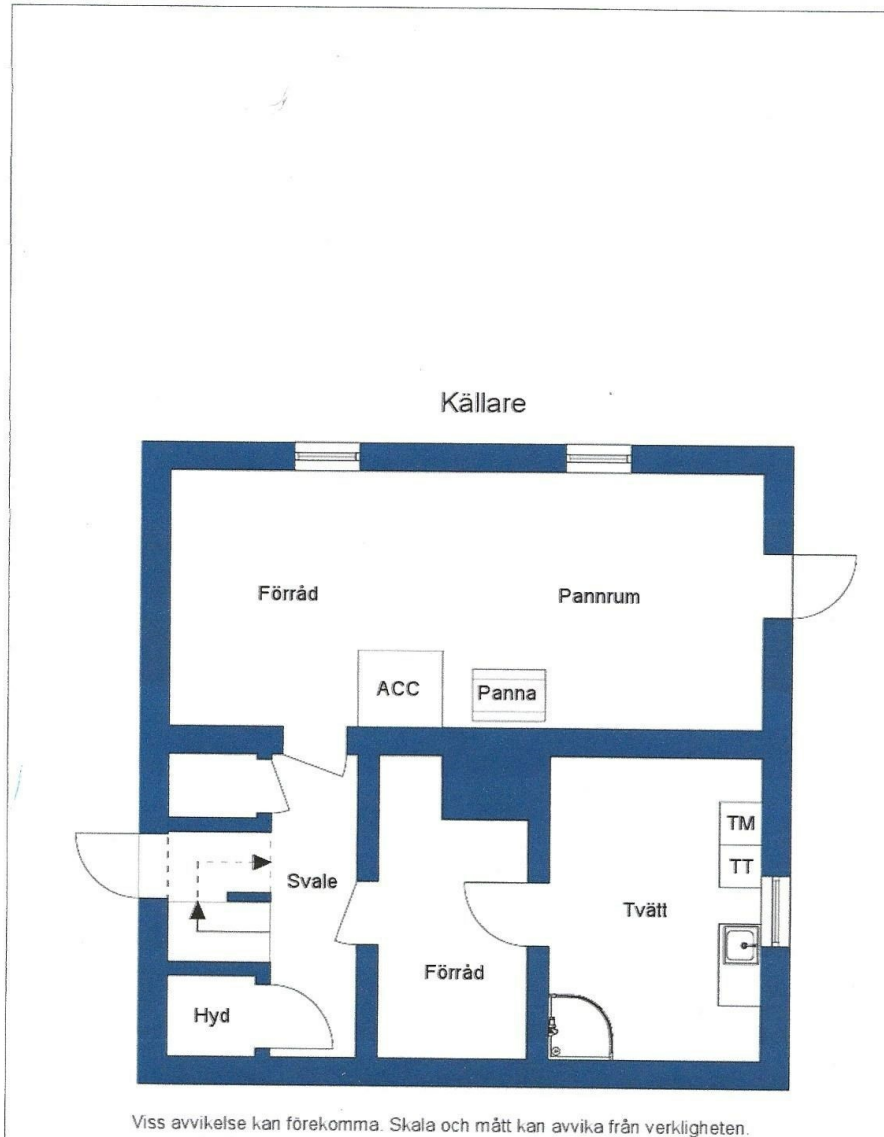 Källare
Förråd
Pannrum
ACC
Panna
TM
TT
Svale
Tvätt
Förråd
Hyd
Viss avvikelse kan förekomma. Skala och mått kan avvika från verkligheten.